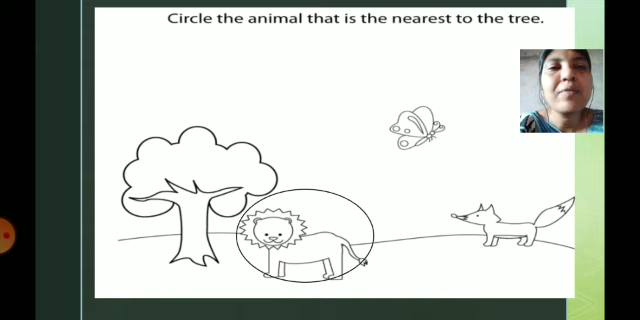 Circle the animal that is the nearest to the tree.